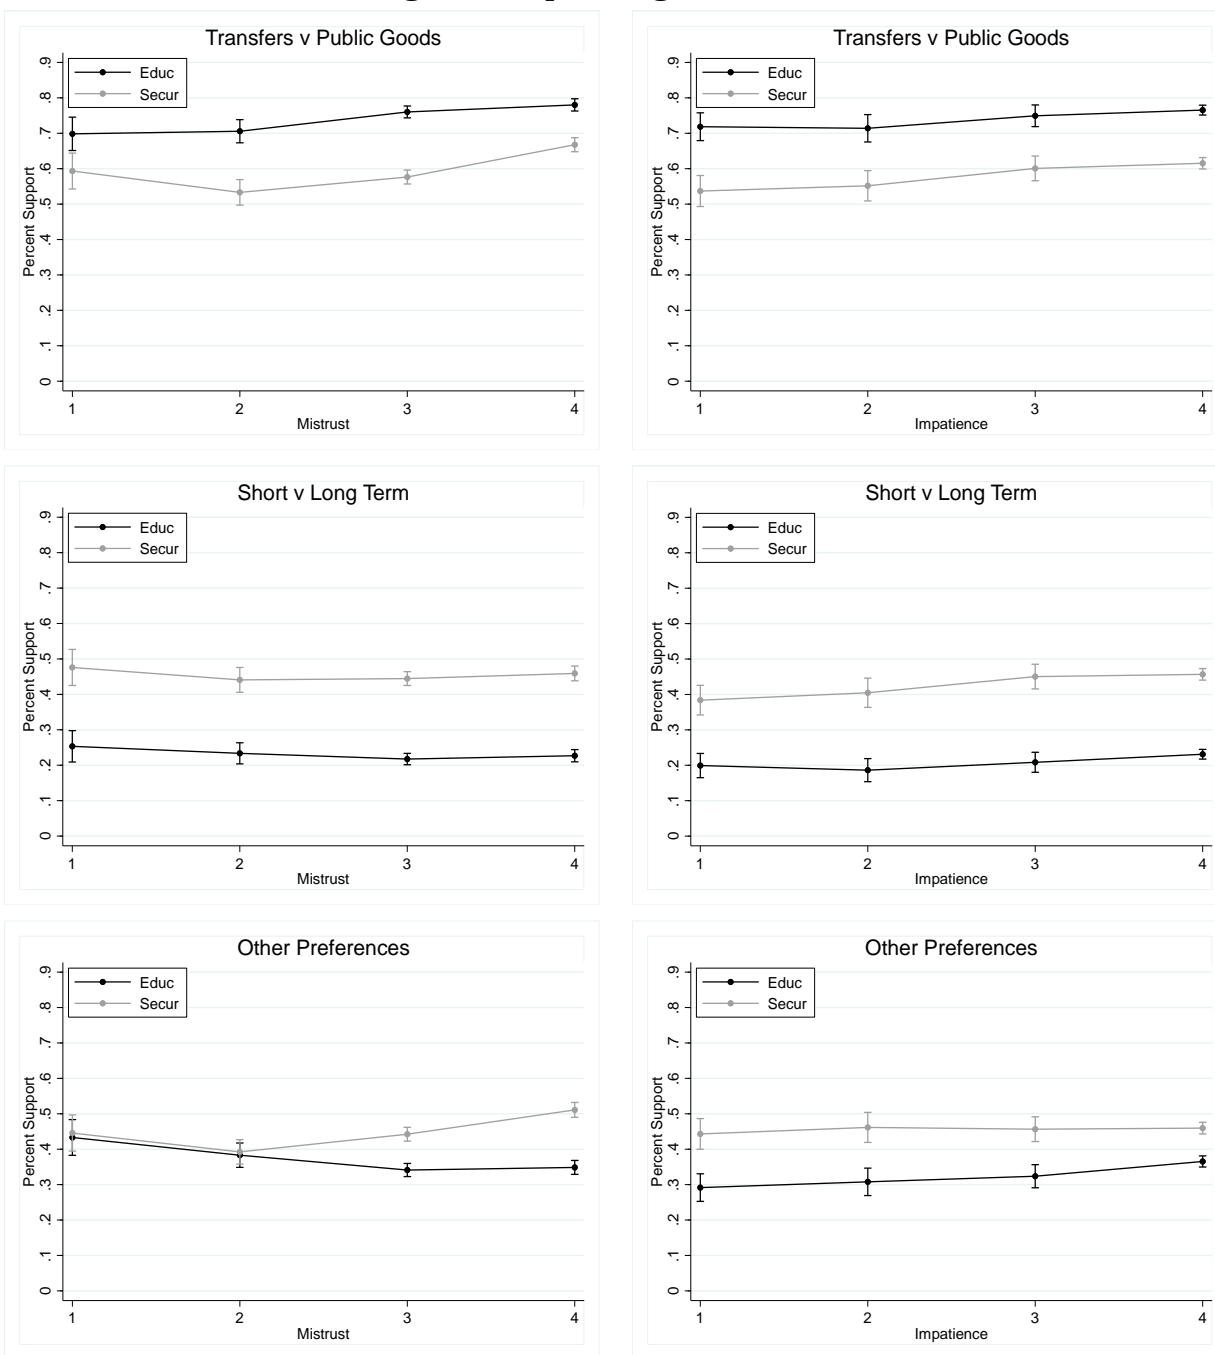 Transfers v Public Goods
Educ
Secur
Percent Support
.9
.8
.7
.6
.5
.4
.3
.2
.1
0
1 2 3 4
Mistrust
Transfers v Public Goods
Educ
Secur
Percent Support
.9
.8
.7
.6
.5
.4
.3
.2
.1
0
1 2 3 4
Impatience
Short v Long Term
Educ
Secur
Percent Support
.9
.8
.7
.6
.5
.4
.3
.2
.1
0
1 2 3 4
Mistrust
Short v Long Term
Educ
Secur
Percent Support
.9
.8
.7
.6
.5
.4
.3
.2
.1
0
1 2 3 4
Impatience
Other Preferences
Educ
Secur
Percent Support
.9
.8
.7
.6
.5
.4
.3
.2
.1
0
1 2 3 4
Mistrust
Other Preferences
Educ
Secur
Percent Support
.9
.8
.7
.6
.5
.4
.3
.2
.1
0
1 2 3 4
Impatience